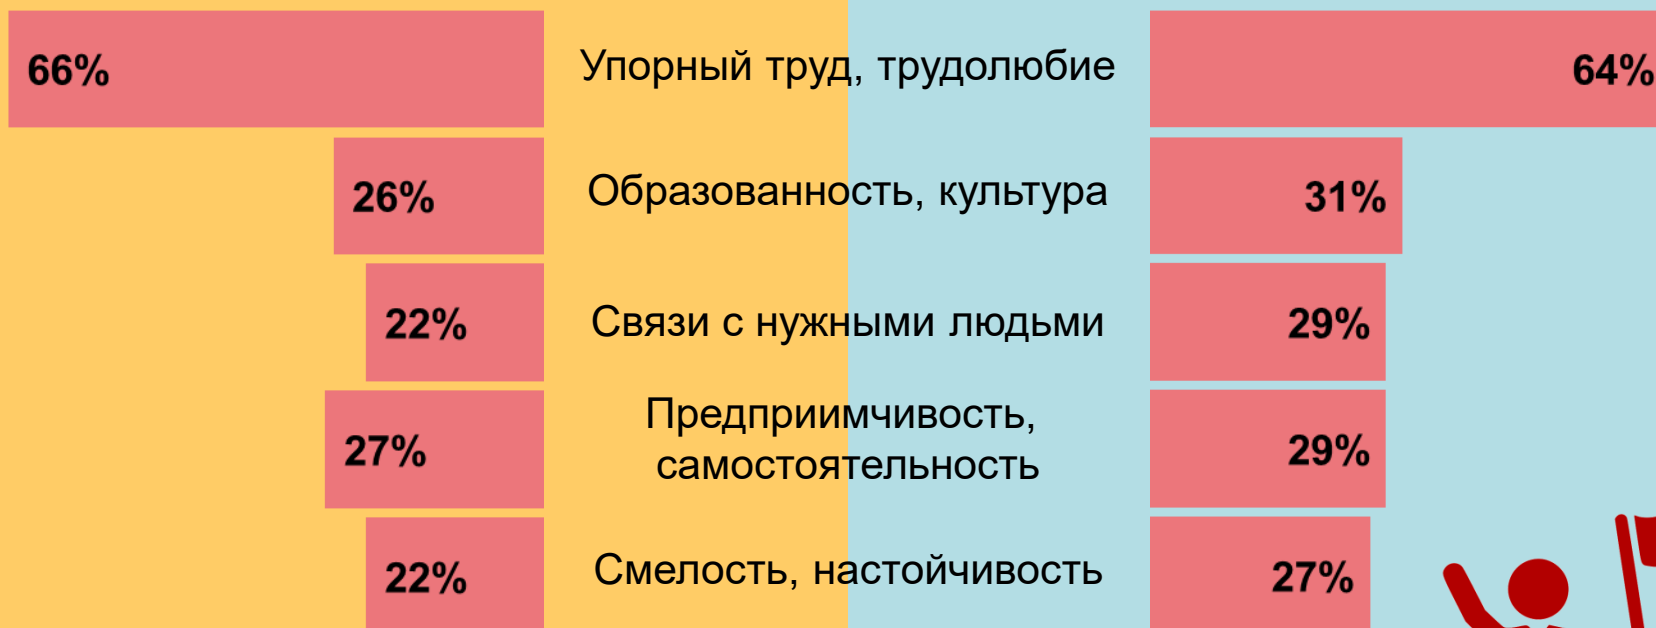 66% Упорный труд, трудолюбие 64%
26% Образованность, культура 31%
22% Связи с нужными людьми 29%
Предприимчивость,
27% самостоятельность 29%
22% Смелость, настойчивость 27%